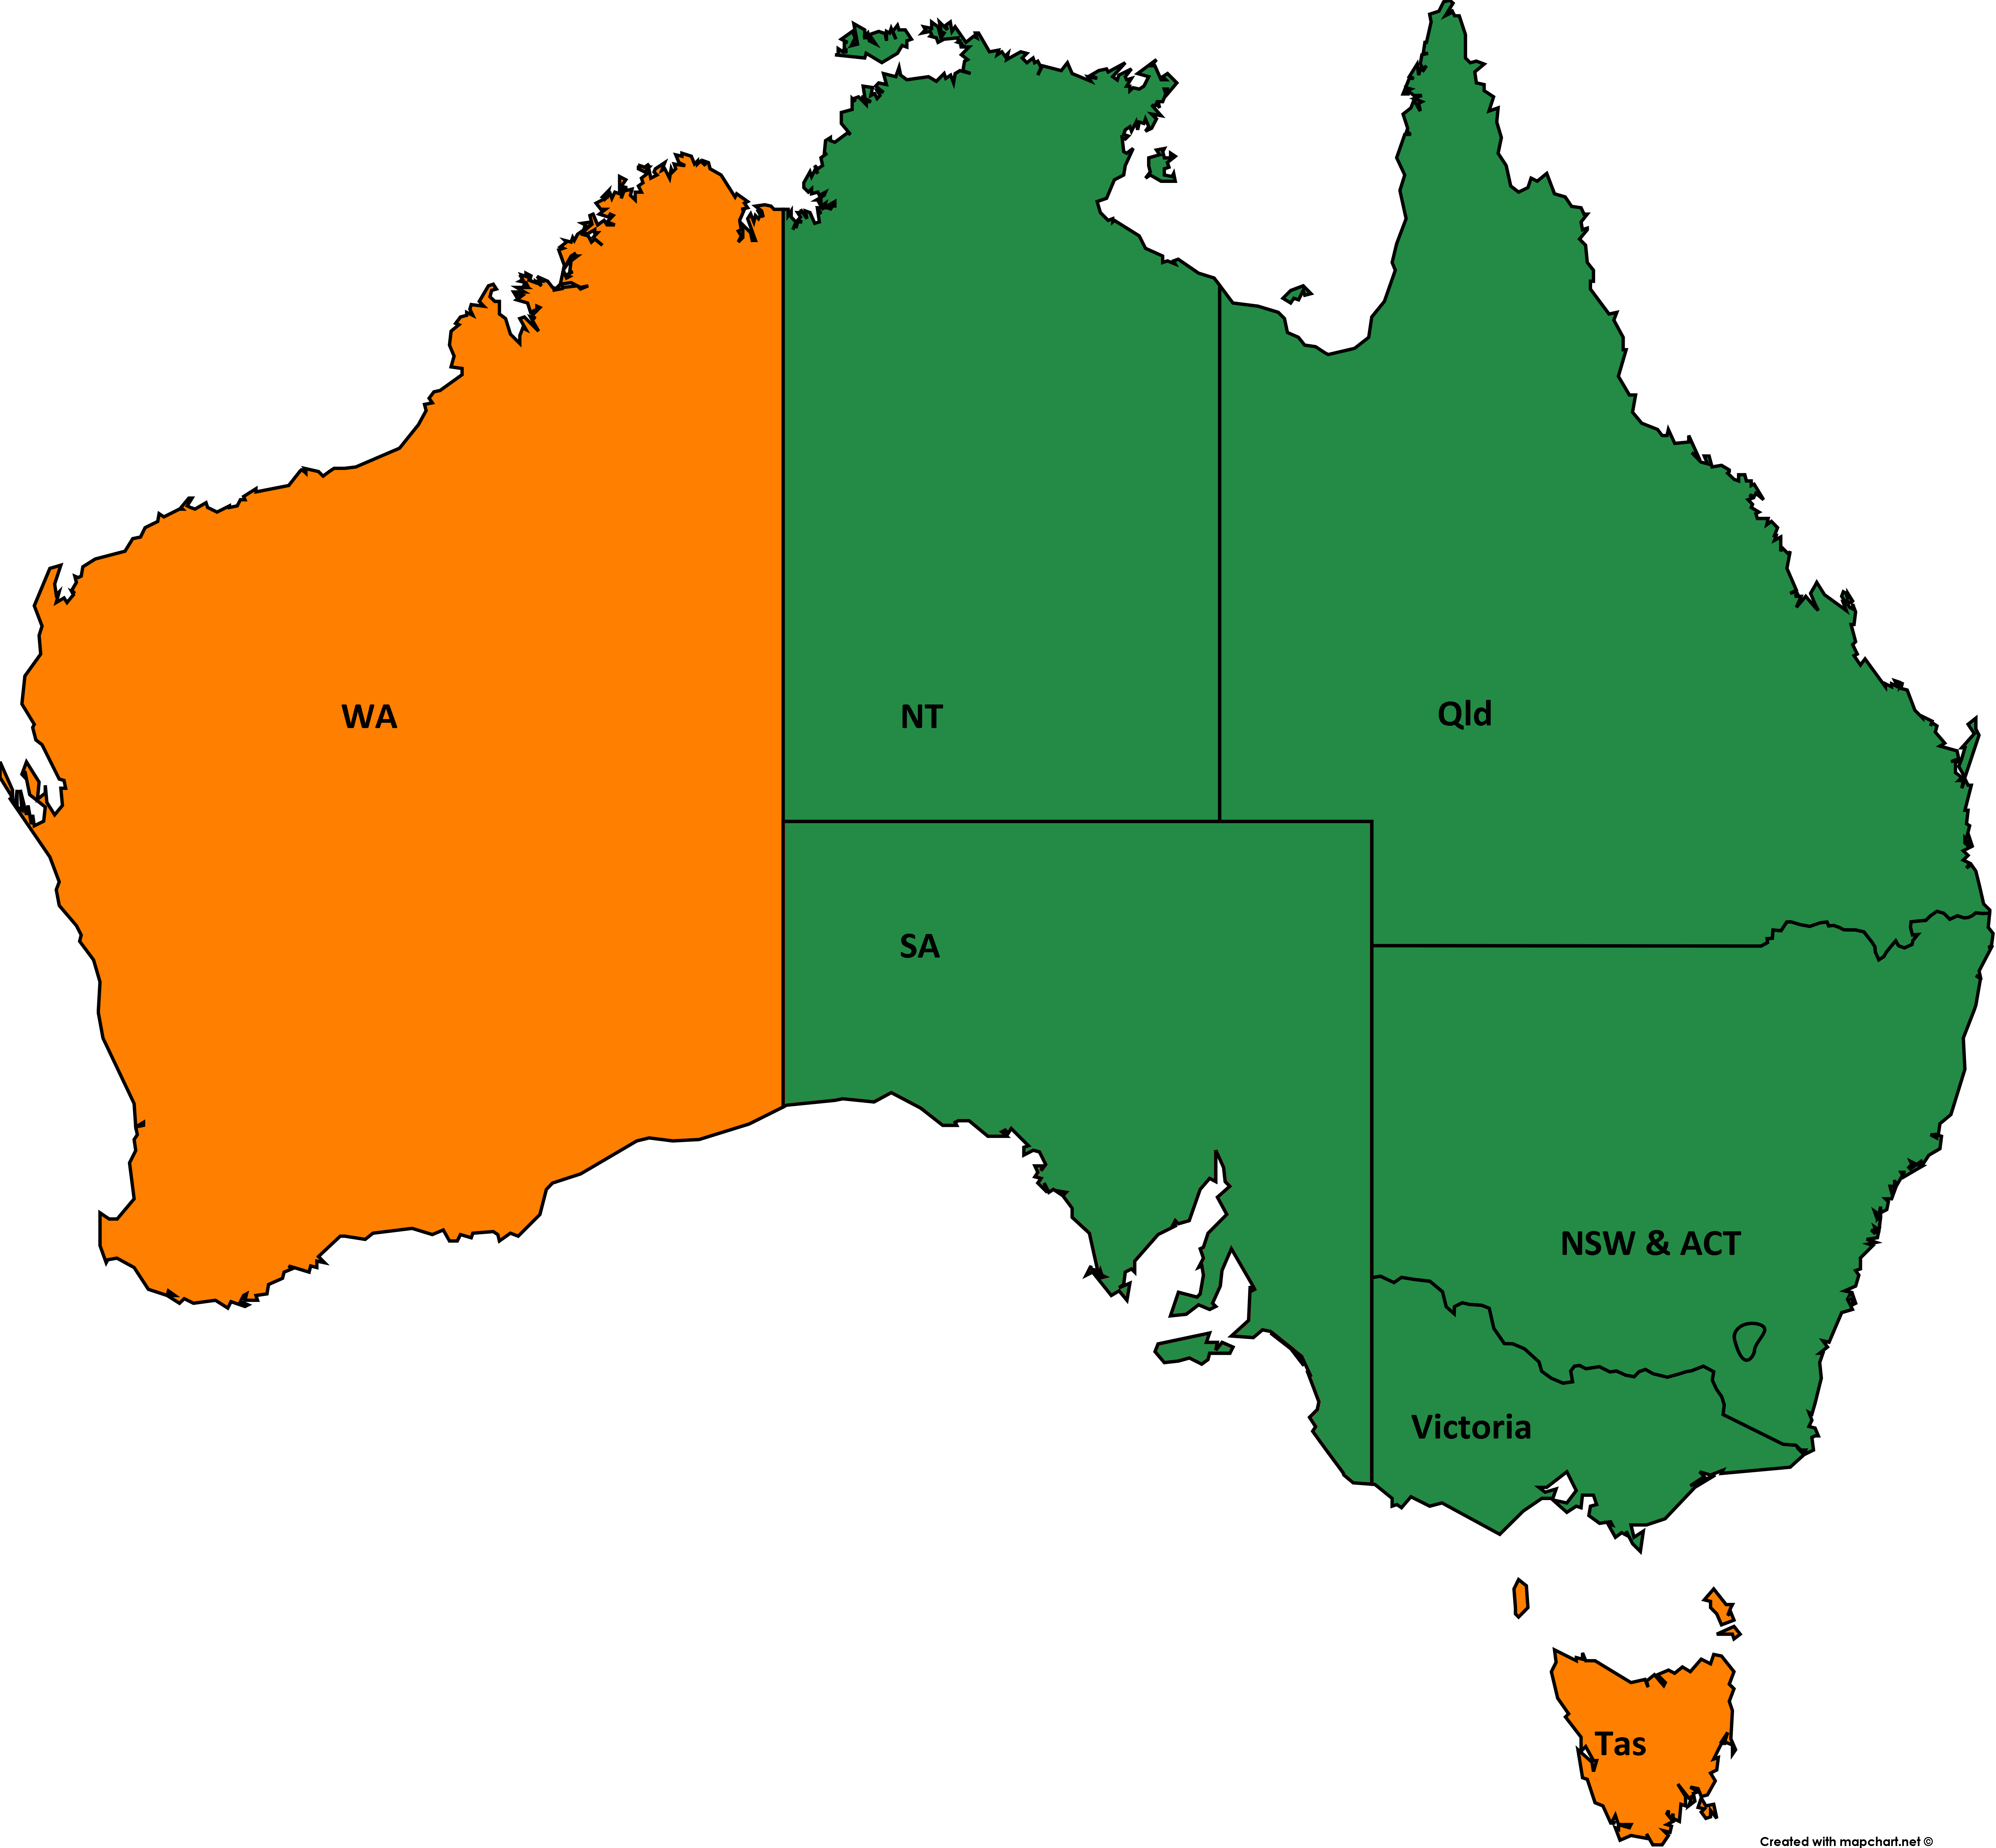 WA
NT
Qld
SA
NSW & ACT
Victoria
Tas
Created with mapchart.net ©